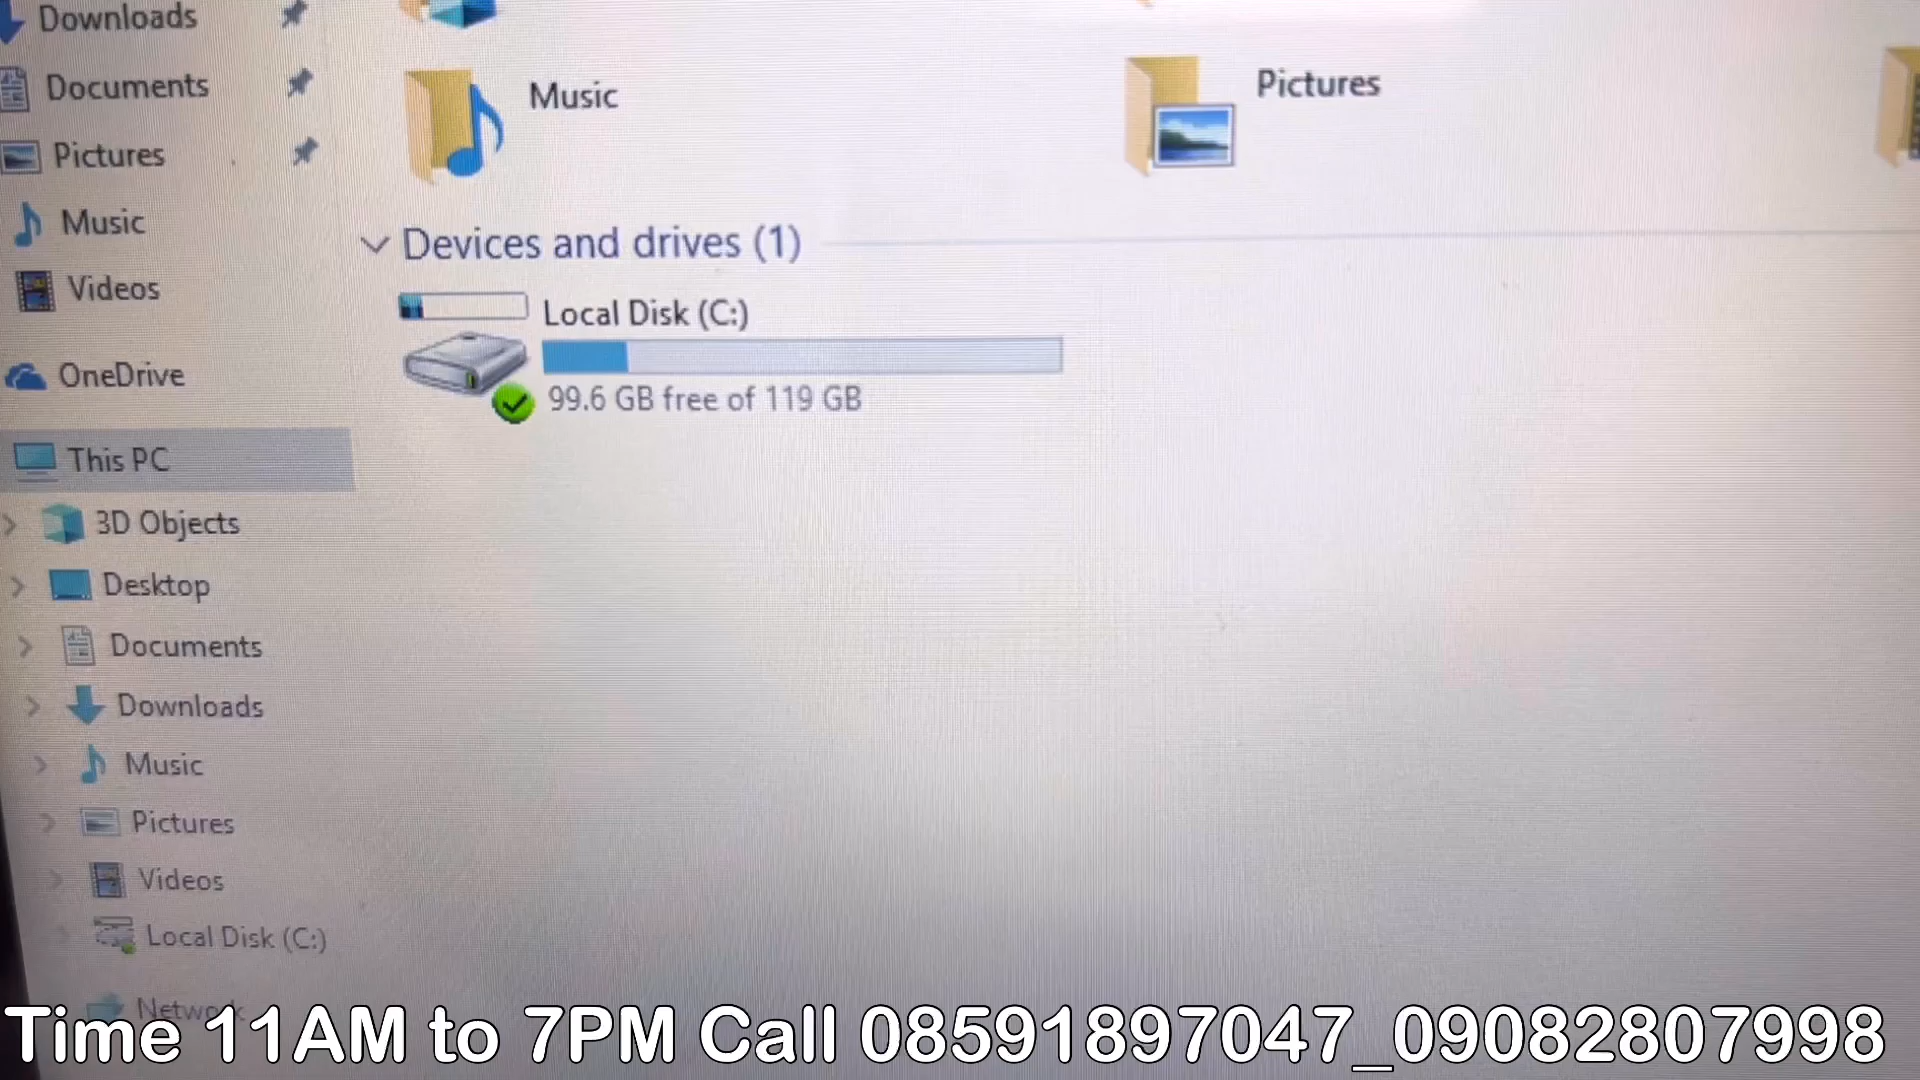 Downloads
Documents
Pictures
Music
Videos
OneDrive
This PC
3D Objects
Desktop
Documents
Downloads
Music
Pictures
Videos
Local Disk (C:)
Network
Music
Pictures
Devices and drives (1)
Local Disk (C:)
99.6 GB free of 119 GB
Time 11AM to 7PM Call 08591897047_09082807998